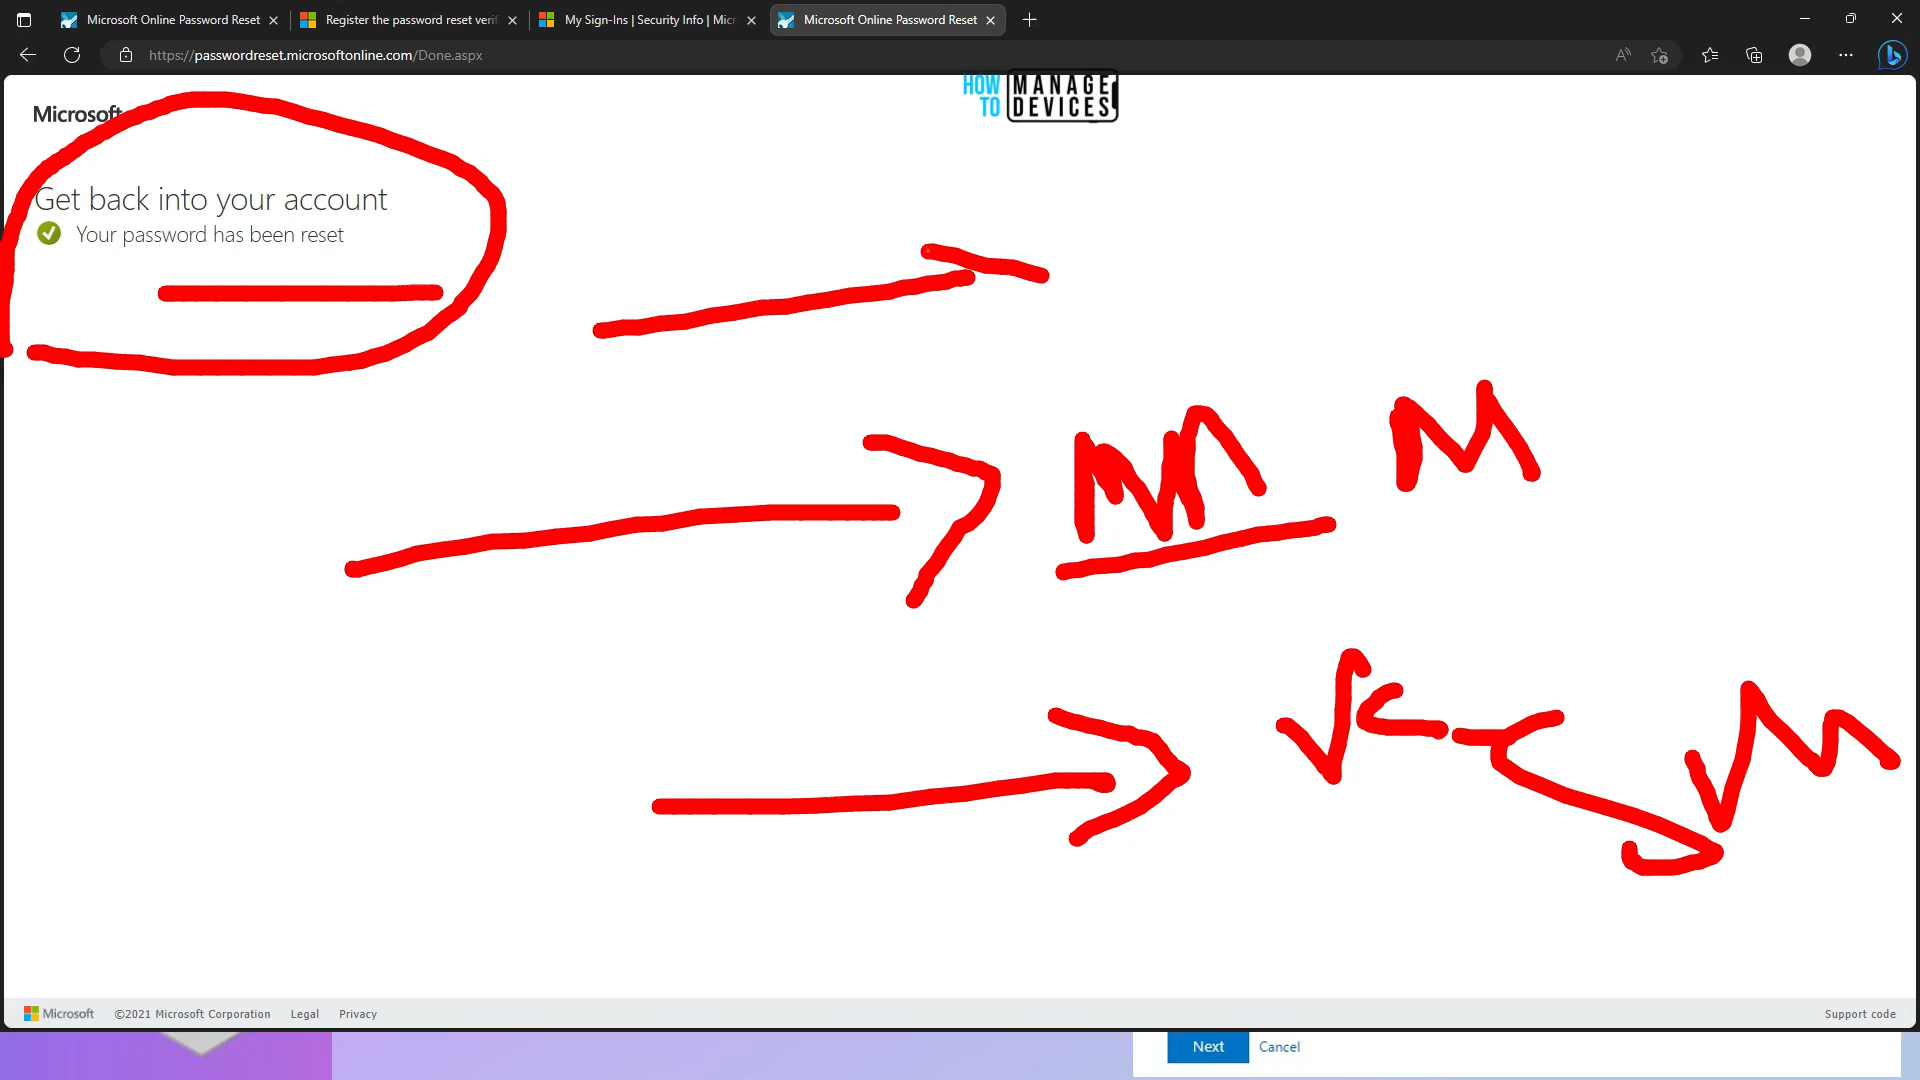 Microsoft Online Password Reset
Register the password reset verif
My Sign-Ins | Security Info | Micr
Microsoft Online Password Reset
https://passwordreset.microsoftonline.com/Done.aspx
HOW TO MANAGE DEVICES
Microsoft
Get back into your account
Your password has been reset
Microsoft ©2021 Microsoft Corporation Legal Privacy Support code
Next Cancel